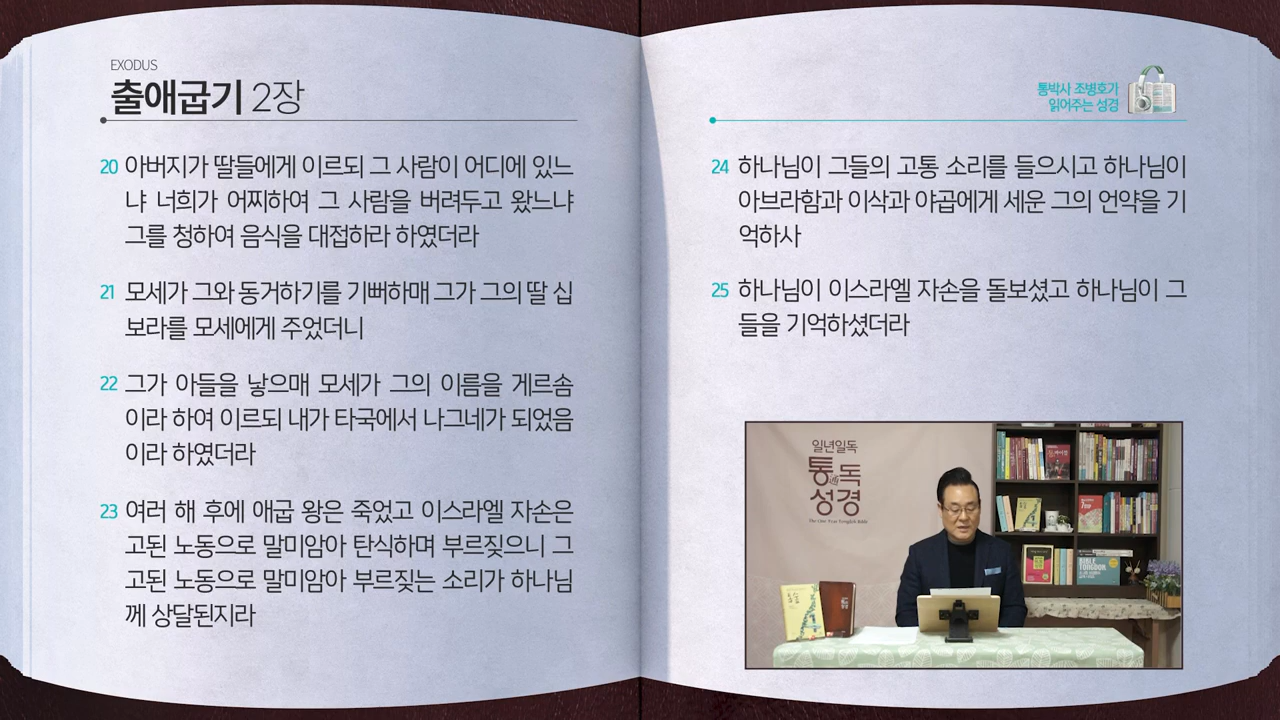 EXODUS
출애굽기 2장
20 아버지가 딸들에게 이르되 그 사람이 어디에 있느
냐 너희가 어찌하여 그 사람을 버려두고 왔느냐
그를 청하여 음식을 대접하라 하였더라
21 모세가 그와 동거하기를 기뻐하매 그가 그의 딸 십
보라를 모세에게 주었더니
22 그가 아들을 낳으매 모세가 그의 이름을 게르솜
이라 하여 이르되 내가 타국에서 나그네가 되었음
이라 하였더라
23 여러 해 후에 애굽 왕은 죽었고 이스라엘 자손은
고된 노동으로 말미암아 탄식하며 부르짖으니 그
고된 노동으로 말미암아 부르짖는 소리가 하나님
께 상달된지라
통박사 조병호가
읽어주는 성경
24 하나님이 그들의 고통 소리를 들으시고 하나님이
아브라함과 이삭과 야곱에게 세운 그의 언약을 기
억하사
25 하나님이 이스라엘 자손을 돌보셨고 하나님이 그
들을 기억하셨더라
일년일독
통독
성경
The One Year Tongdok Bible
BIBLE
TONGDOK